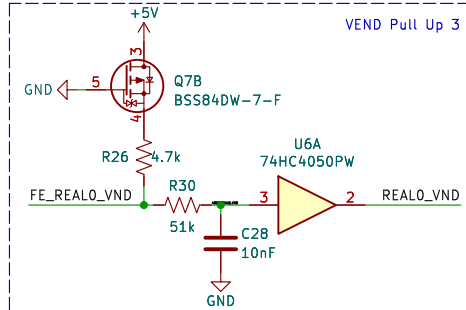 +5V
VEND Pull Up 3
3
Q7B
GND
5
BSS84DW-7-F
4
R26
4.7k
U6A
74HC4050PW
FE_REAL0_VND
R30
3
2
REAL0_VND
51k
C28
10nF
GND